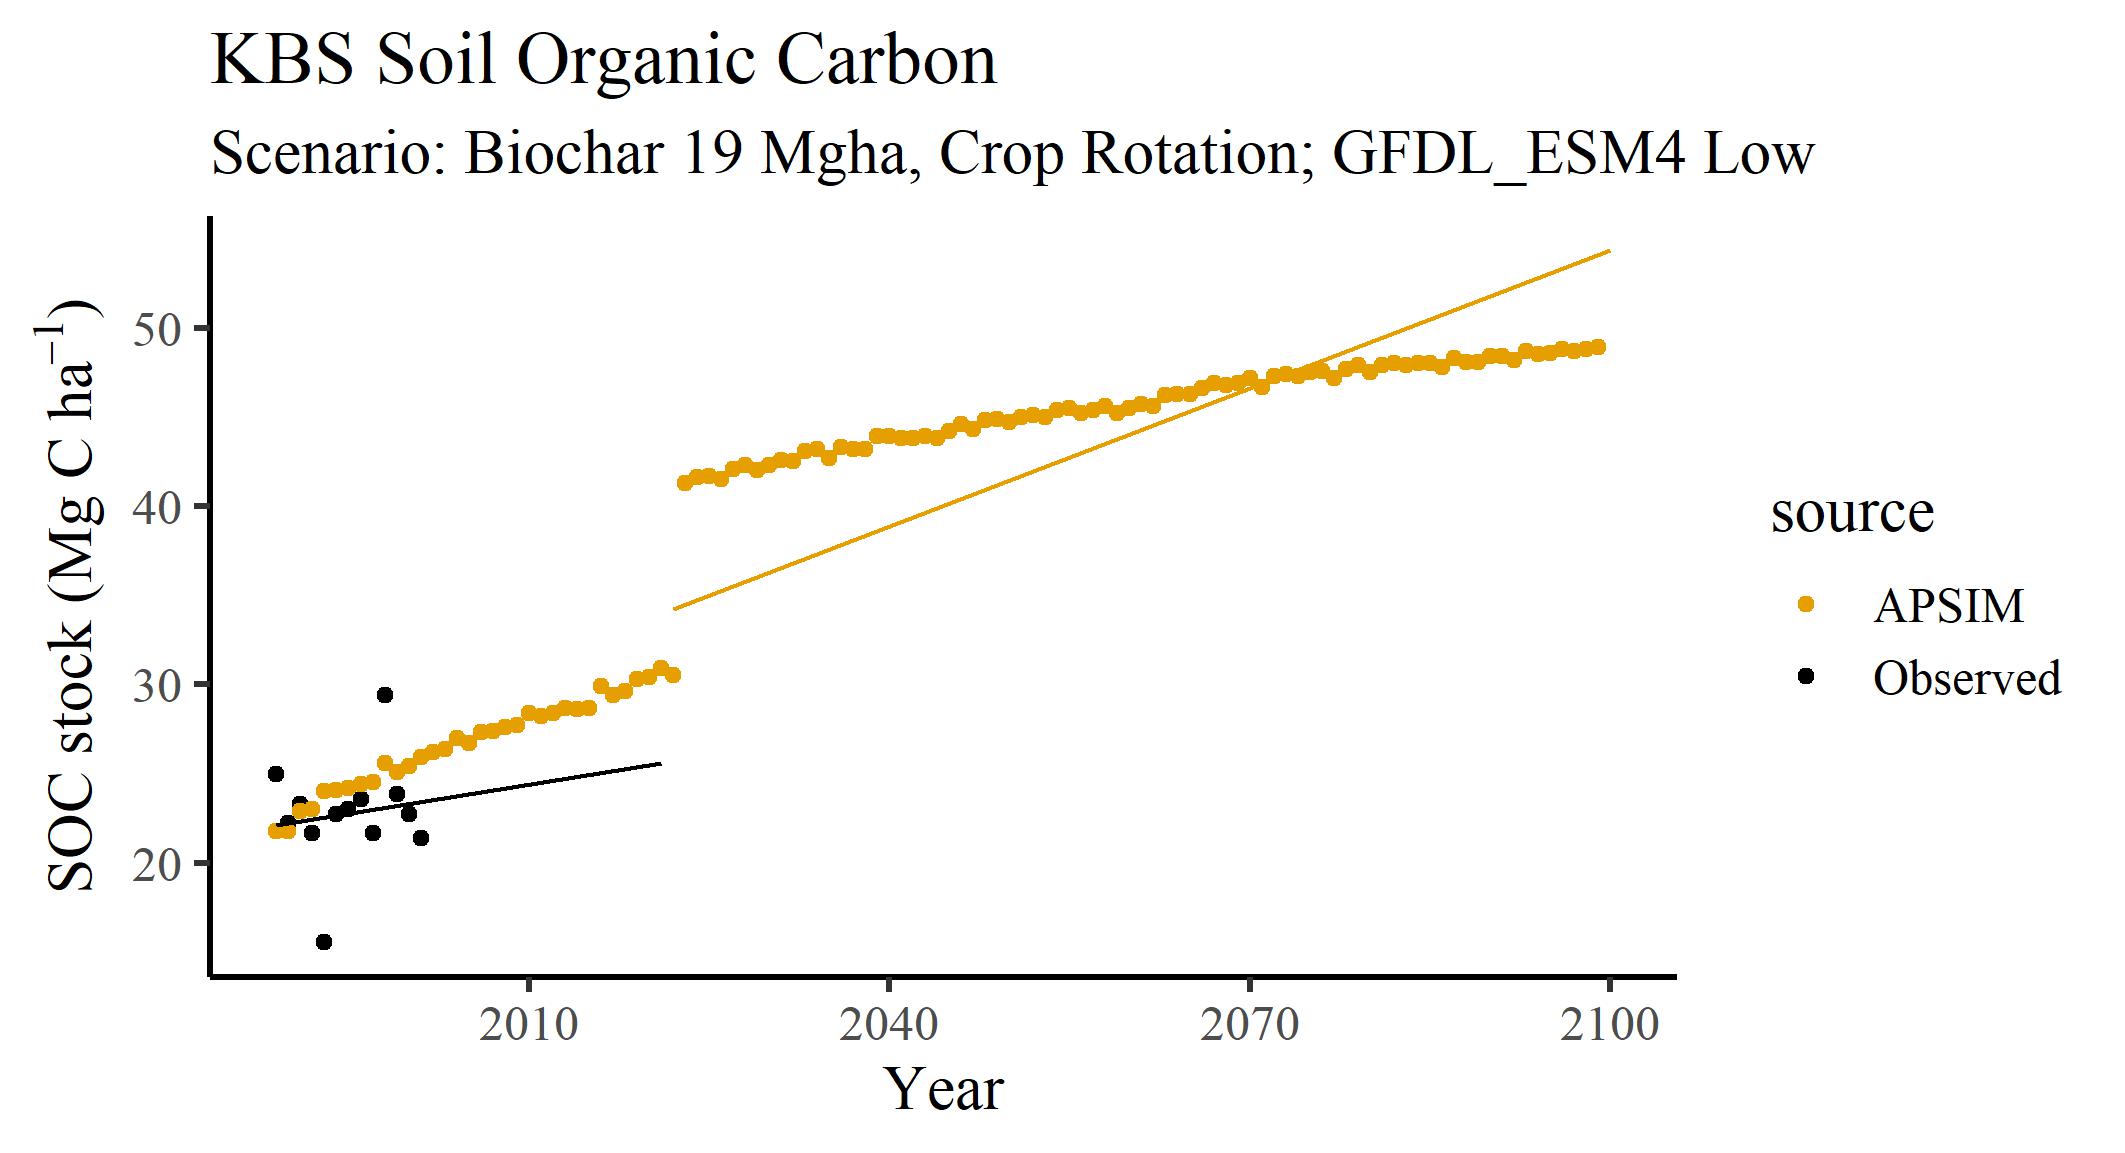 KBS Soil Organic Carbon
Scenario: Biochar 19 Mgha, Crop Rotation; GFDL_ESM4 Low
SOC stock (Mg C ha⁻¹)
50
40
30
20
2010
2040
2070
2100
Year
source
APSIM
Observed